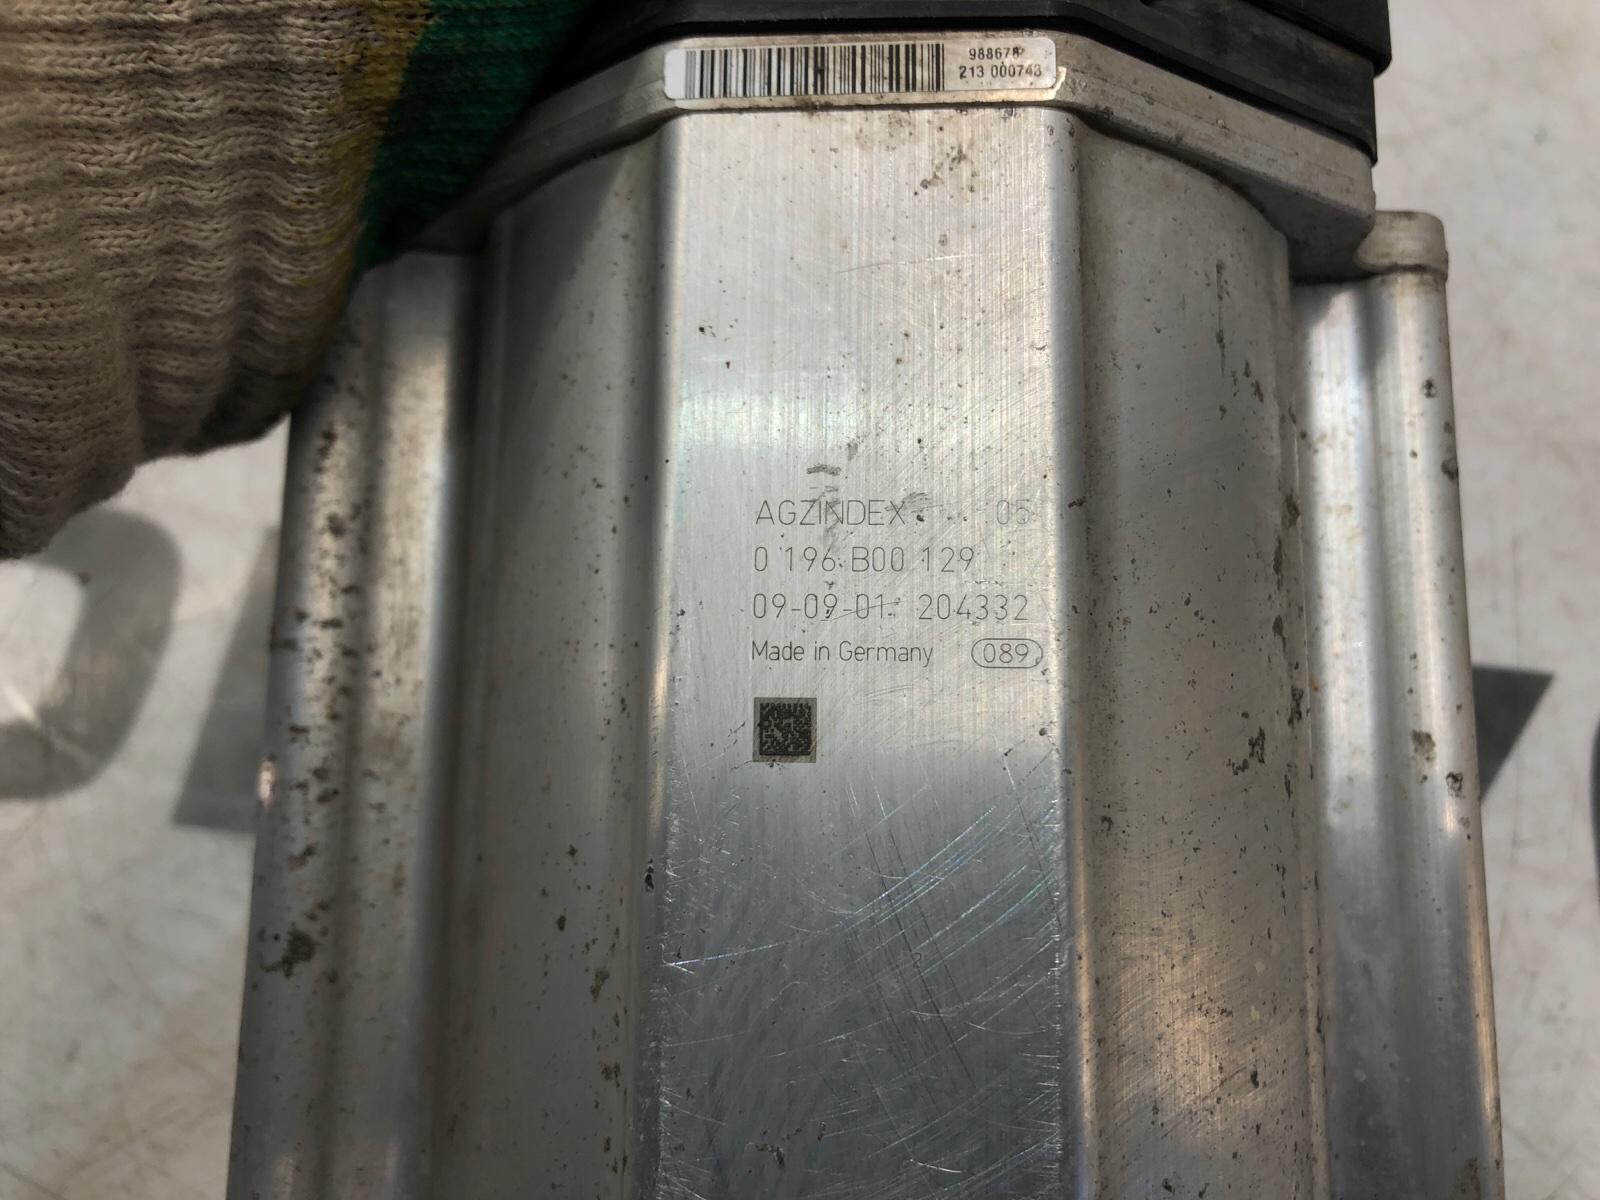 988678
213 000743
AGZINDEX 05
0 196 B00 129
09-09-01 204332
Made in Germany 089